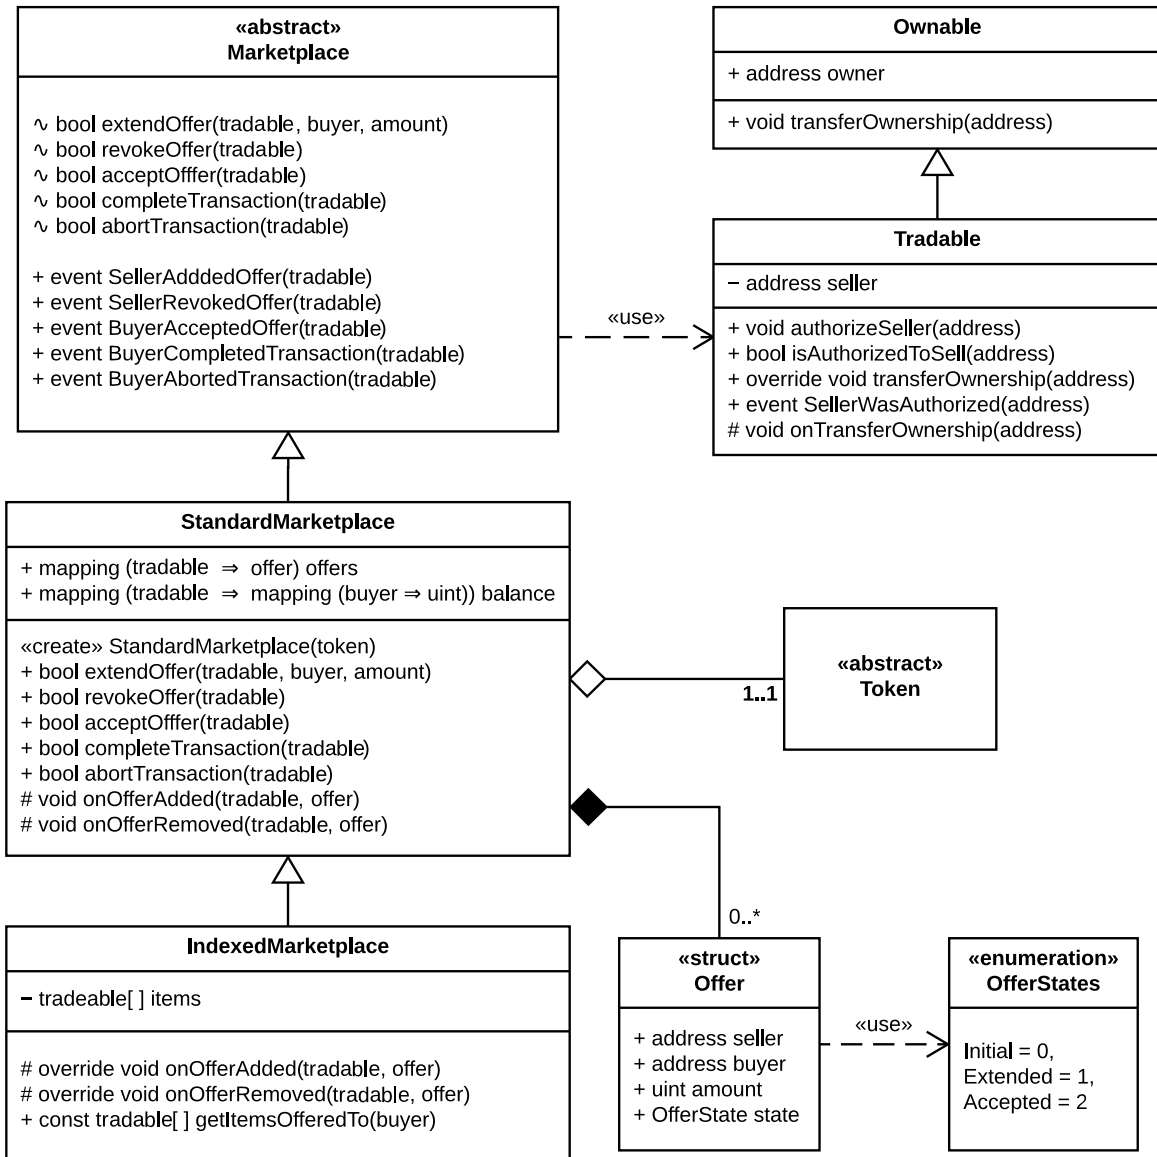 «abstract»
Marketplace
∿ bool extendOffer(tradable, buyer, amount)
∿ bool revokeOffer(tradable)
∿ bool acceptOfffer(tradable)
∿ bool completeTransaction(tradable)
∿ bool abortTransaction(tradable)
+ event SellerAdddedOffer(tradable)
+ event SellerRevokedOffer(tradable)
+ event BuyerAcceptedOffer(tradable)
+ event BuyerCompletedTransaction(tradable)
+ event BuyerAbortedTransaction(tradable)
«use»
Ownable
+ address owner
+ void transferOwnership(address)
Tradable
− address seller
+ void authorizeSeller(address)
+ bool isAuthorizedToSell(address)
+ override void transferOwnership(address)
+ event SellerWasAuthorized(address)
# void onTransferOwnership(address)
StandardMarketplace
+ mapping (tradable ⇒ offer) offers
+ mapping (tradable ⇒ mapping (buyer ⇒ uint)) balance
«create» StandardMarketplace(token)
+ bool extendOffer(tradable, buyer, amount)
+ bool revokeOffer(tradable)
+ bool acceptOfffer(tradable)
+ bool completeTransaction(tradable)
+ bool abortTransaction(tradable)
# void onOfferAdded(tradable, offer)
# void onOfferRemoved(tradable, offer)
1..1
«abstract»
Token
0..*
IndexedMarketplace
− tradeable[ ] items
# override void onOfferAdded(tradable, offer)
# override void onOfferRemoved(tradable, offer)
+ const tradable[ ] getItemsOfferedTo(buyer)
«struct»
Offer
+ address seller
+ address buyer
+ uint amount
+ OfferState state
«use»
«enumeration»
OfferStates
Initial = 0,
Extended = 1,
Accepted = 2